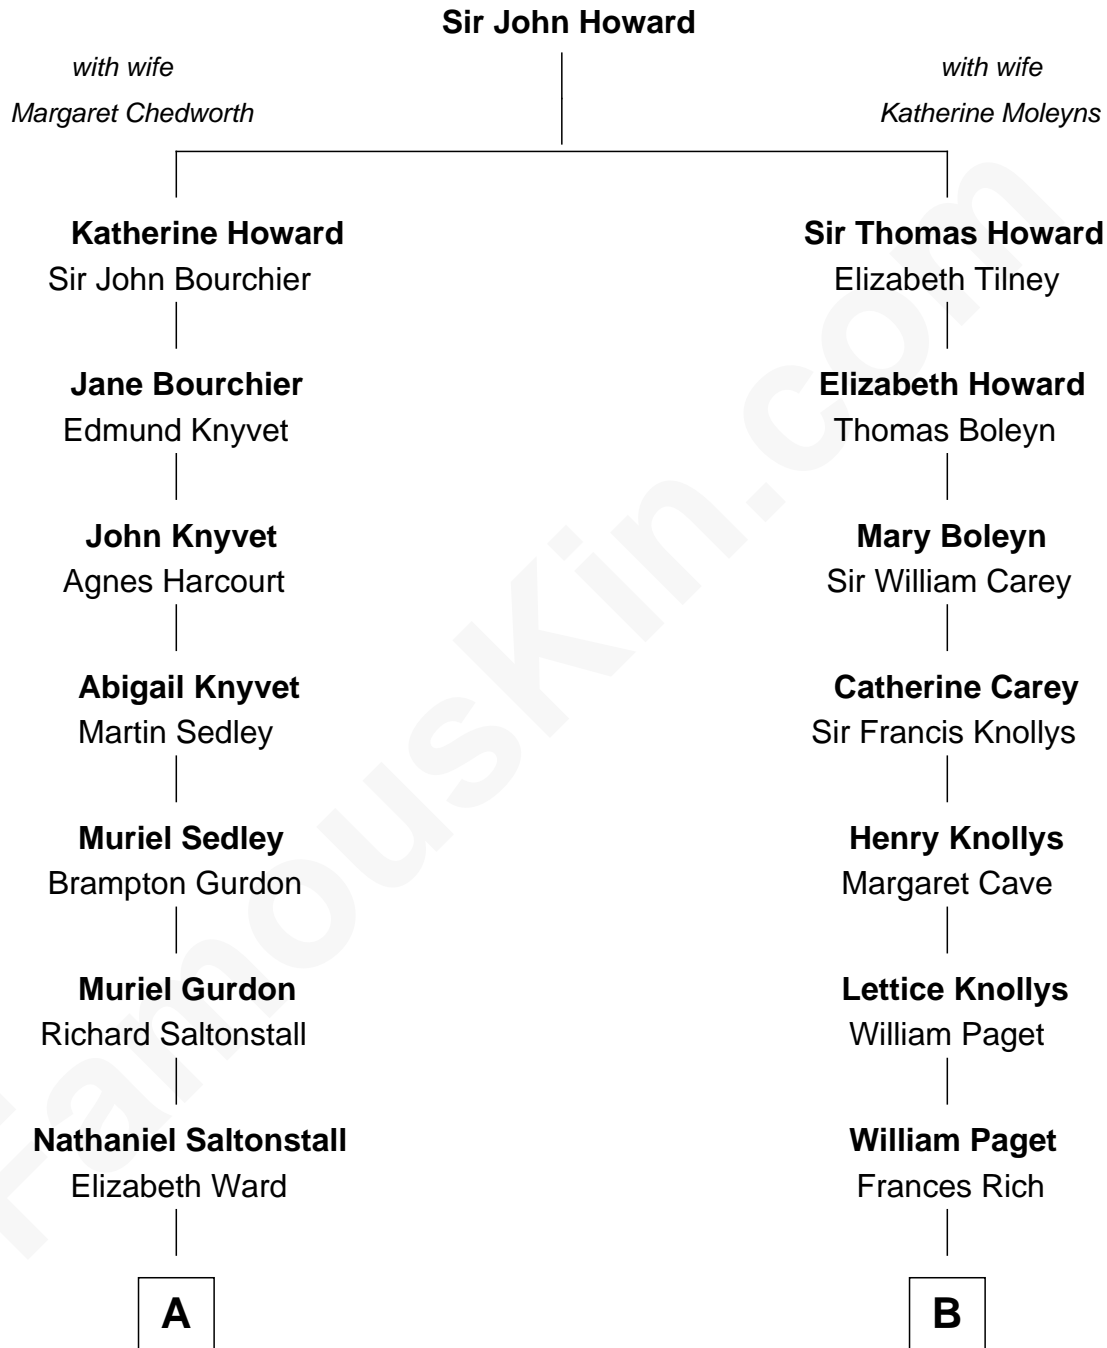 Sir John Howard
with wife
Margaret Chedworth
with wife
Katherine Moleyns
Katherine Howard
Sir John Bourchier
Sir Thomas Howard
Elizabeth Tilney
Jane Bourchier
Edmund Knyvet
Elizabeth Howard
Thomas Boleyn
John Knyvet
Agnes Harcourt
Mary Boleyn
Sir William Carey
Abigail Knyvet
Martin Sedley
Catherine Carey
Sir Francis Knollys
Muriel Sedley
Brampton Gurdon
Henry Knollys
Margaret Cave
Muriel Gurdon
Richard Saltonstall
Lettice Knollys
William Paget
Nathaniel Saltonstall
Elizabeth Ward
William Paget
Frances Rich
A
B
FamousKin.com